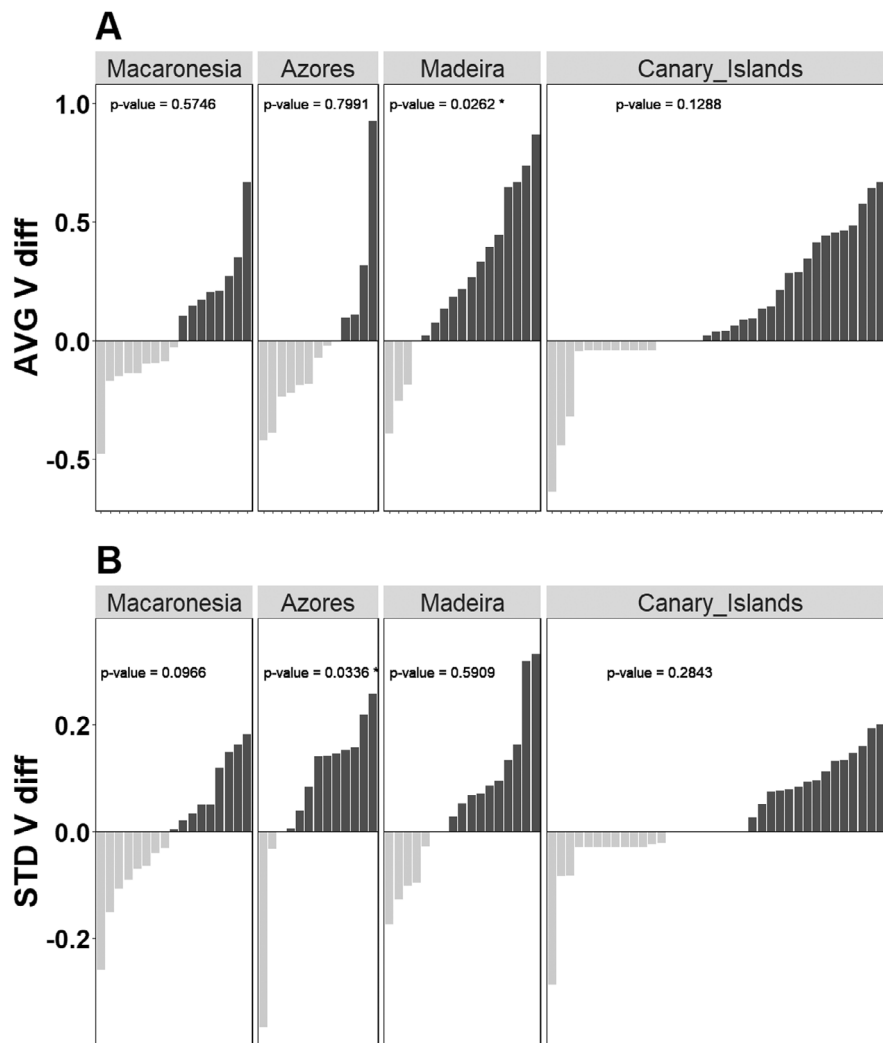 A
Macaronesia Azores Madeira Canary_Islands
p-value = 0.5746 p-value = 0.7991 p-value = 0.0262 * p-value = 0.1288
1.0
0.5
0.0
-0.5
AVG V diff
B
Macaronesia Azores Madeira Canary_Islands
p-value = 0.0966 p-value = 0.0336 * p-value = 0.5909 p-value = 0.2843
0.2
0.0
-0.2
STD V diff